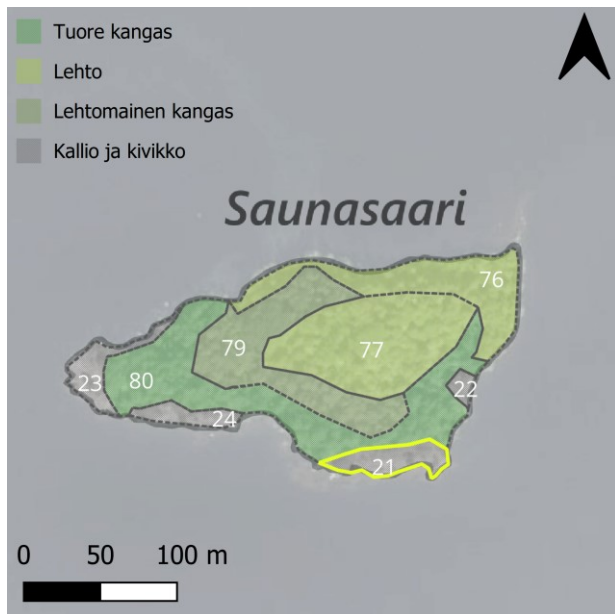 Tuore kangas
Lehto
Lehtomainen kangas
Kallio ja kivikko
Saunasaari
76
79
77
23
80
22
24
21
0 50 100 m